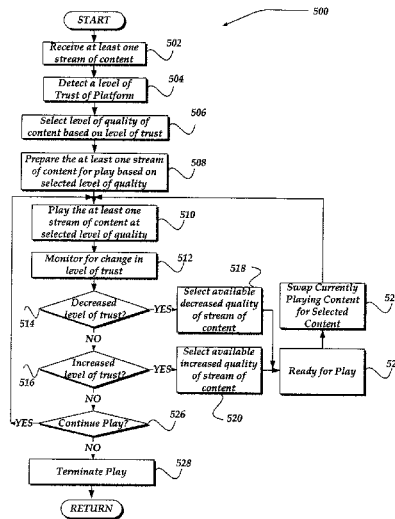 START
500
Receive at least one
stream of content
502
Detect a level of
Trust of Platform
504
Select level of quality of
content based on level of trust
506
Prepare the at least one stream
of content for play based on
selected level of quality
508
Play the at least one
stream of content at
selected level of quality
510
Monitor for change in
level of trust
512
Decreased
level of trust?
514
YES
Select available
decreased quality
of stream of
content
518
NO
Increased
level of trust?
516
YES
Select available
increased quality
of stream of
content
520
Ready for Play
Swap Currently
Playing Content
for Selected
Content
NO
Continue Play?
526
YES
NO
Terminate Play
528
RETURN